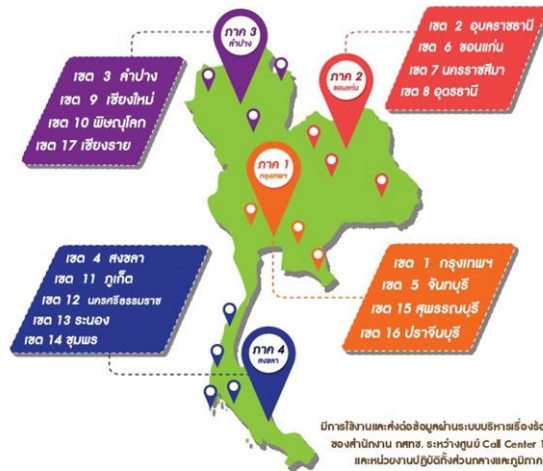 ภาค 3
ลำปาง
เขต 3 ลำปาง
เขต 9 เชียงใหม่
เขต 10 พิษณุโลก
เขต 17 เชียงราย
ภาค 2
ขอนแก่น
เขต 2 อุบลราชธานี
เขต 6 ขอนแก่น
เขต 7 นครราชสีมา
เขต 8 อุดรธานี
ภาค 1
กรุงเทพฯ
เขต 4 สงขลา
เขต 11 ภูเก็ต
เขต 12 นครศรีธรรมราช
เขต 13 ระนอง
เขต 14 ชุมพร
เขต 1 กรุงเทพฯ
เขต 5 จันทบุรี
เขต 15 สุพรรณบุรี
เขต 16 ปราจีนบุรี
ภาค 4
สงขลา
มีการใช้งานและส่งต่อข้อมูลผ่านระบบบริหารเรื่อง
ของสำนักงาน กสทช. ระหว่างศูนย์ Call Center
และหน่วยงานปฏิบัติทั้งส่วนกลางและภูมิภาค